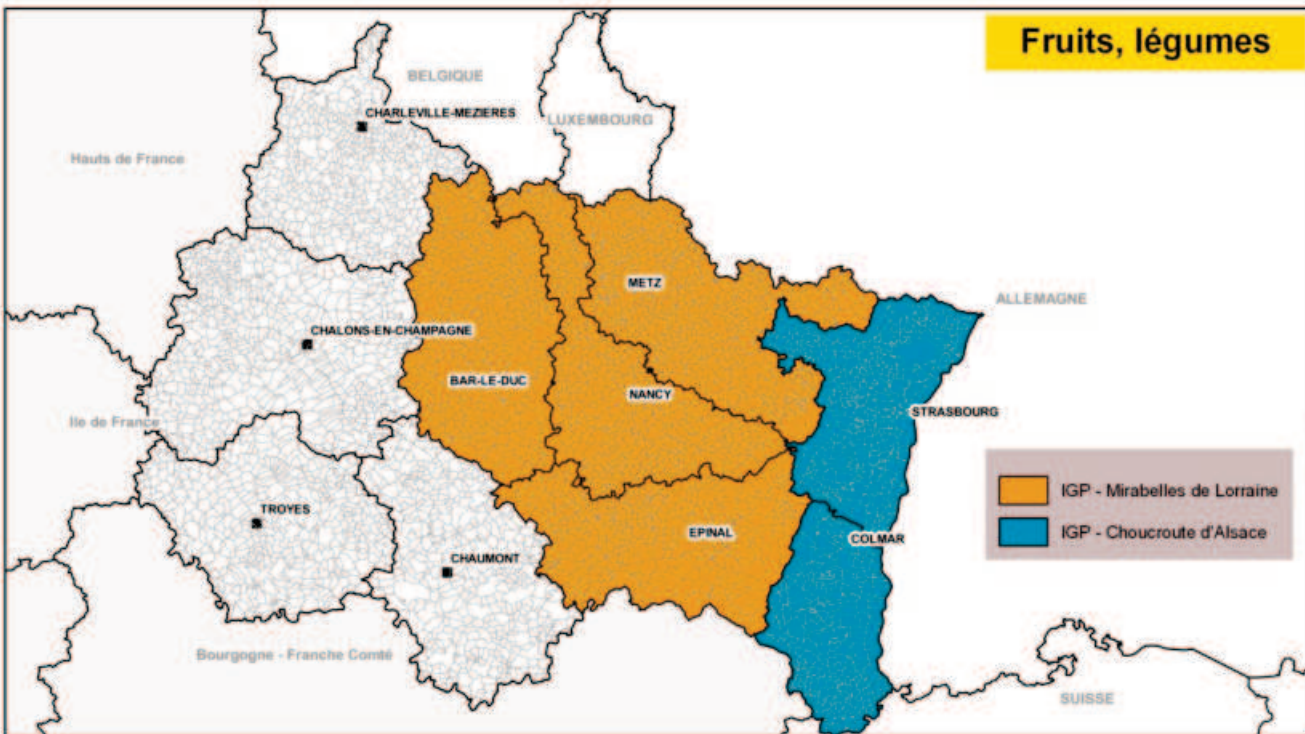 Fruits, légumes
BELGIQUE
CHARLEVILLE-MEZIERES
LUXEMBOURG
Hauts de France
METZ
ALLEMAGNE
CHALONS-EN-CHAMPAGNE
BAR-LE-DUC
NANCY
STRASBOURG
Ile de France
IGP - Mirabelles de Lorraine
TROYES
EPINAL
IGP - Choucroute d'Alsace
COLMAR
CHAUMONT
Bourgogne - Franche Comté
SUISSE